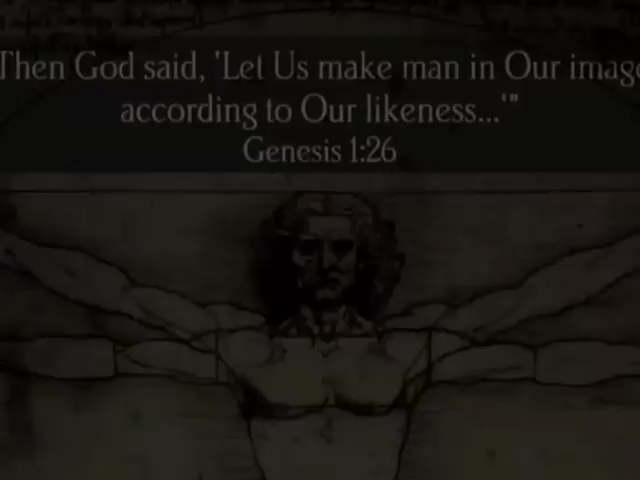 Then God said, 'Let Us make man in Our image
according to Our likeness...'"
Genesis 1:26